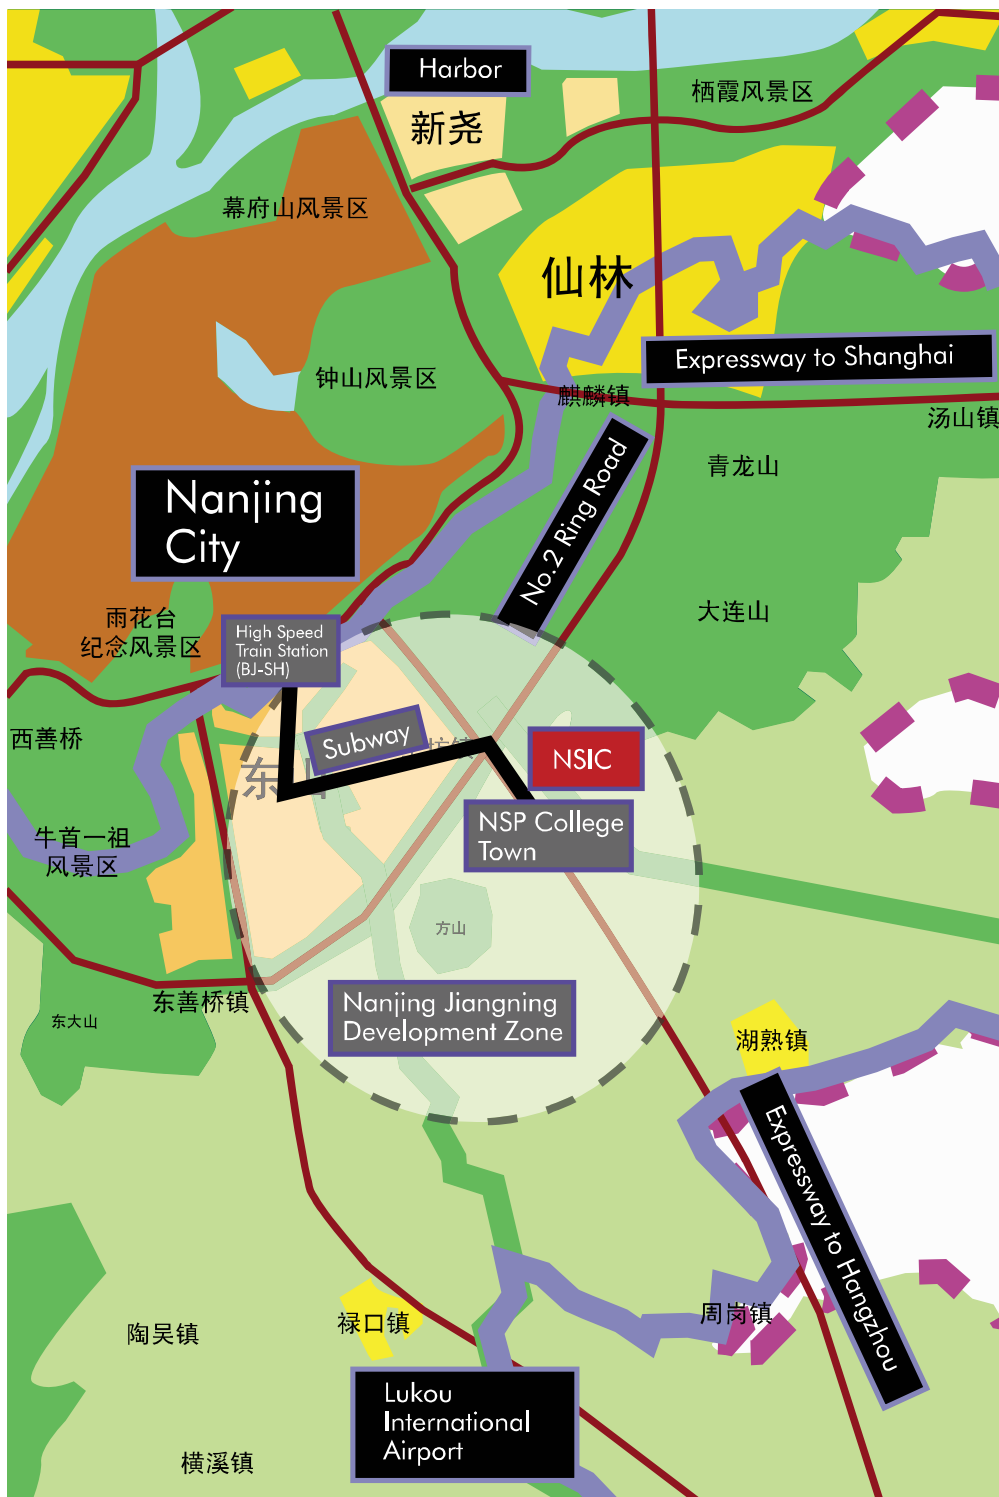 Harbor
新尧
栖霞风景区
幕府山风景区
仙林
Expressway to Shanghai
钟山风景区
麒麟镇
汤山镇
青龙山
No.2 Ring Road
Nanjing
City
大连山
雨花台
纪念风景区
High Speed
Train Station
(BJ-SH)
西善桥
Subway
坊镇
NSIC
东山
NSP College
Town
牛首一祖
风景区
方山
Nanjing Jiangning
Development Zone
东善桥镇
东大山
湖熟镇
Expressway to Hangzhou
周岗镇
禄口镇
陶吴镇
Lukou
International
Airport
横溪镇